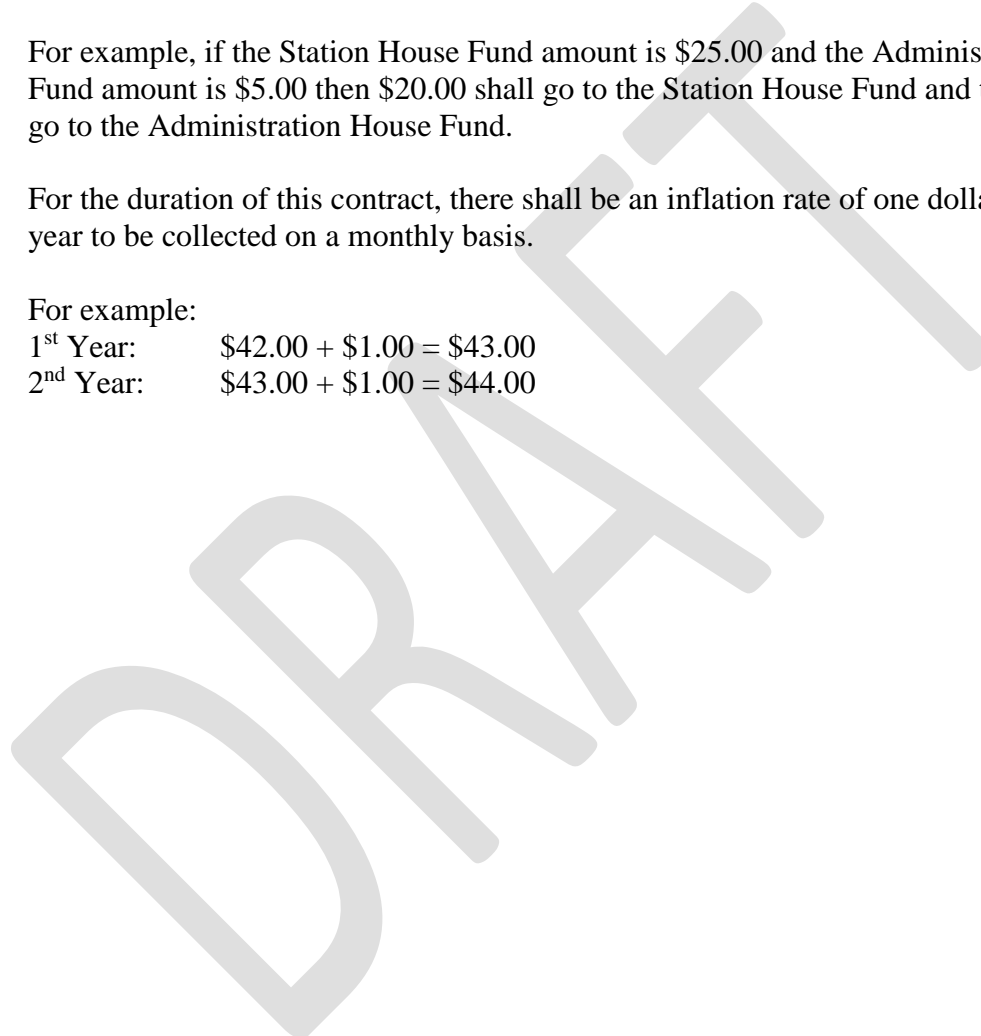 For example, if the Station House Fund amount is $25.00 and the
Fund amount is $5.00 then $20.00 shall go to the Station House Fund and
go to the Administration House Fund.
For the duration of this contract, there shall be an inflation rate of one
year to be collected on a monthly basis.
For example:
1st Year: $42.00 + $1.00 = $43.00
2nd Year: $43.00 + $1.00 = $44.00
DRAFT